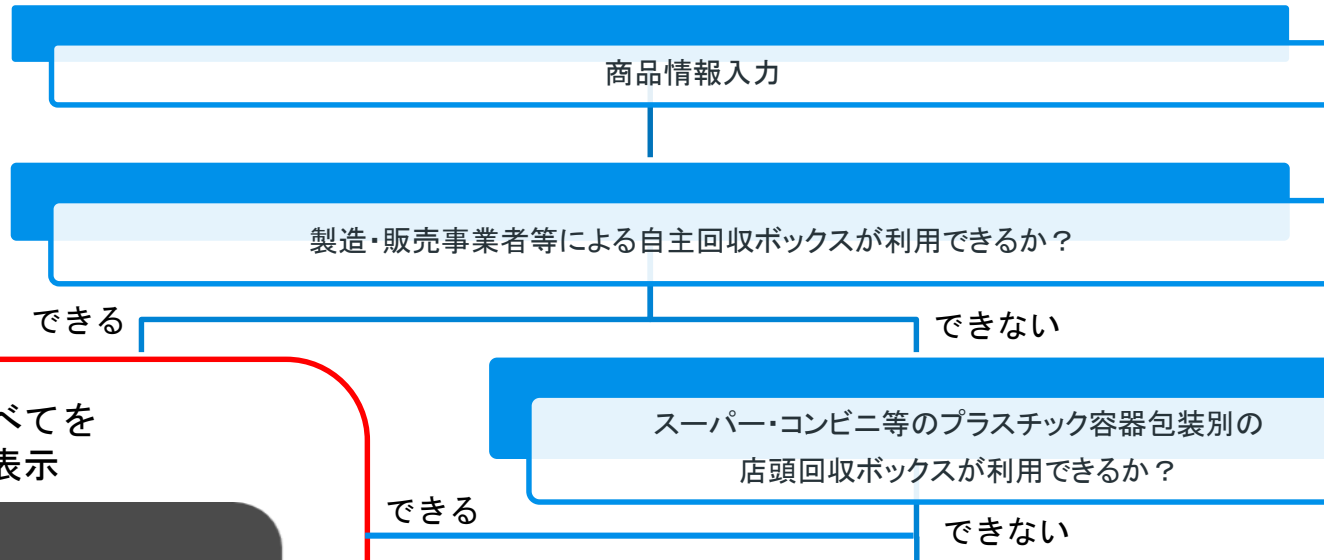 商品情報入力
製造・販売事業者等による自主回収ボックスが利用できるか？
できる
できない
べてを
表示
スーパー・コンビニ等のプラスチック容器包装別の
店頭回収ボックスが利用できるか？
できる
できない